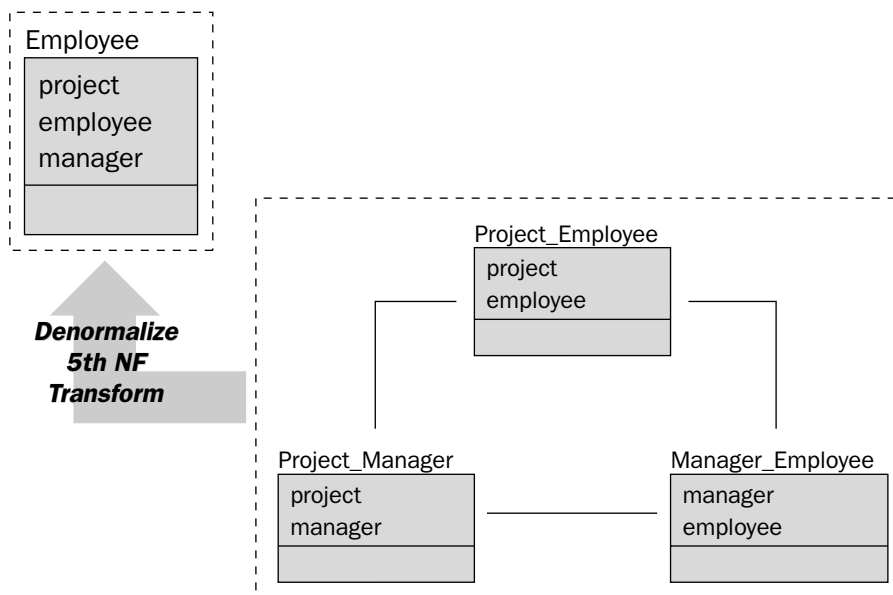 Employee
project
employee
manager
Denormalize
5th NF
Transform
Project_Employee
project
employee
Project_Manager
project
manager
Manager_Employee
manager
employee